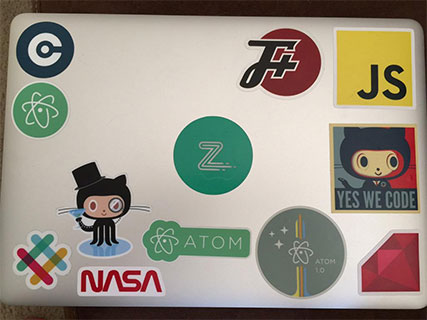 JS
Z
YES WE CODE
ATOM
ATOM
1.0
NASA